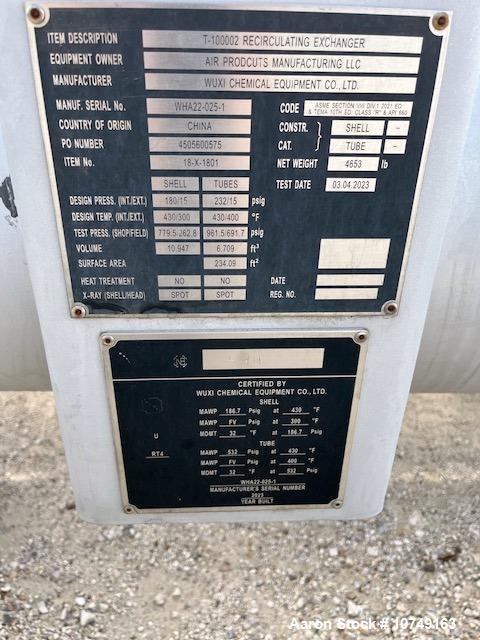 ITEM DESCRIPTION T-100002 RECIRCULATING EXCHANGER
EQUIPMENT OWNER AIR PRODCUTS MANUFACTURING LLC
MANUFACTURER WUXI CHEMICAL EQUIPMENT CO., LTD.
MANUF. SERIAL No. WHA22-025-1 CODE ASME SECTION VIII DIV.1 2021 ED
& TEMA 10TH ED. CLASS "R" & API 660
COUNTRY OF ORIGIN CHINA CONSTR. SHELL -
PO NUMBER 4505600575 CAT. TUBE -
ITEM No. 18-X-1801 NET WEIGHT 4653 lb
SHELL TUBES TEST DATE 03.04.2023
DESIGN PRESS. (INT./EXT.) 180/15 232/15 psig
DESIGN TEMP. (INT./EXT.) 430/300 430/400 °F
TEST PRESS. (SHOP/FIELD) 779.5/262.8 961.5/691.7 psig
VOLUME 10.947 6.709 ft³
SURFACE AREA 234.09 ft²
HEAT TREATMENT NO NO DATE
X-RAY (SHELL/HEAD) SPOT SPOT REG. NO.
NB
CERTIFIED BY
WUXI CHEMICAL EQUIPMENT CO., LTD.
SHELL
MAWP 186.7 Psig at 430 °F
MAWP FV Psig at 300 °F
U MDMT 32 °F at 186.7 Psig
TUBE
RT4 MAWP 532 Psig at 430 °F
MAWP FV Psig at 400 °F
MDMT 32 °F at 532 Psig
WHA22-025-1
MANUFACTURER'S SERIAL NUMBER
2023
YEAR BUILT
Aaron Stock # 10749163